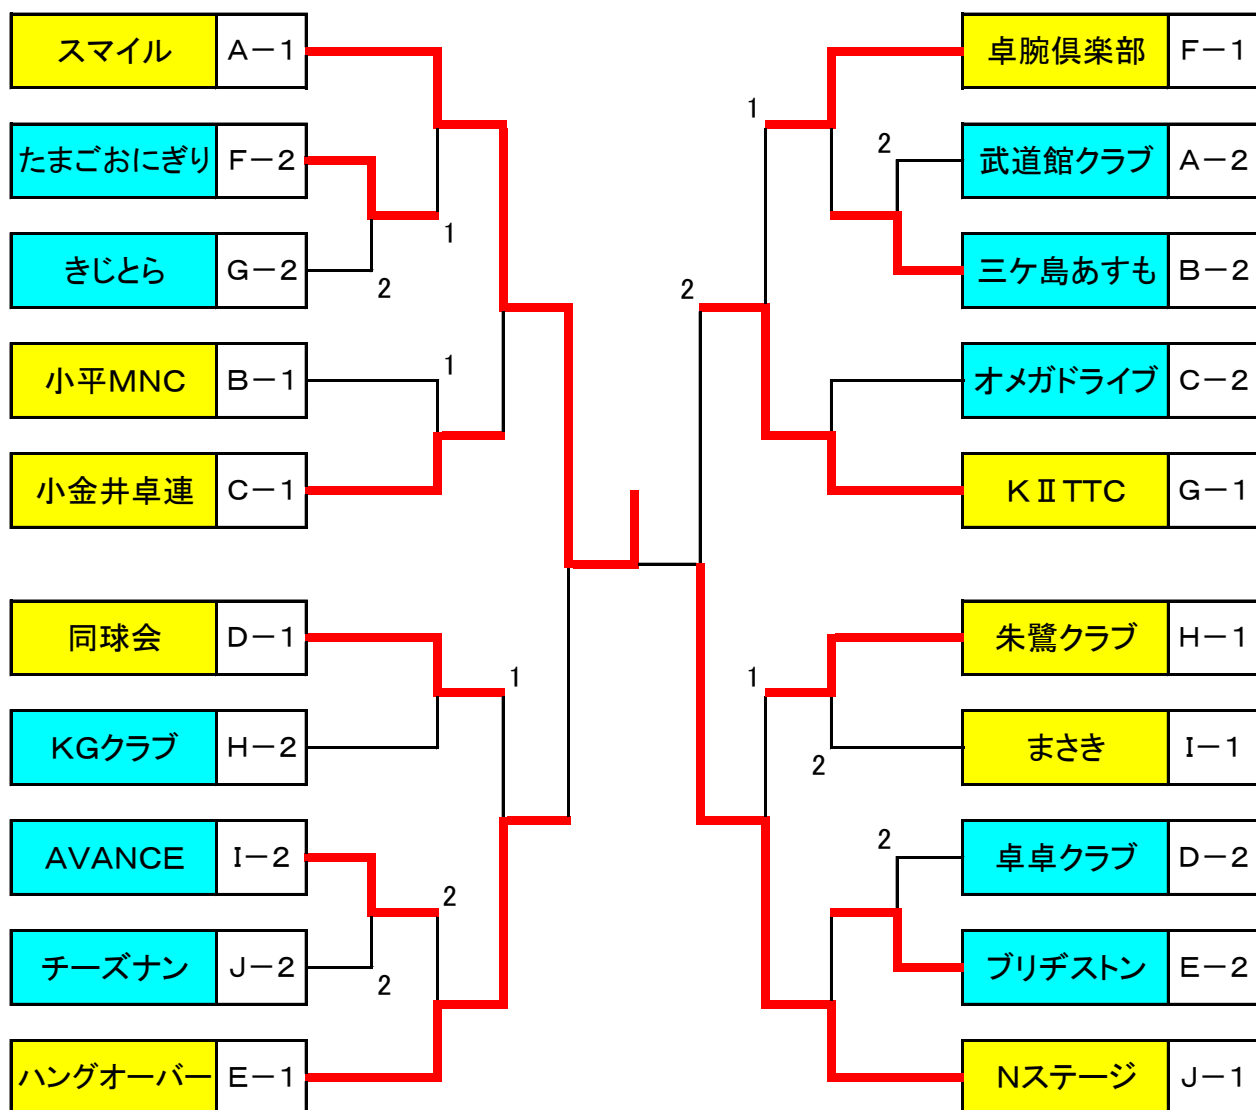 スマイル A-1
たまごおにぎり F-2
1
きじとら G-2
2
小平MNC B-1
1
小金井卓連 C-1
同球会 D-1
1
KGクラブ H-2
AVANCE I-2
2
チーズナン J-2
2
ハングオーバー E-1
卓腕倶楽部 F-1
1
2
武道館クラブ A-2
三ケ島あすも B-2
2
オメガドライブ C-2
KⅡTTC G-1
朱鷺クラブ H-1
1
まさき I-1
2
2
卓卓クラブ D-2
ブリヂストン E-2
Nステージ J-1